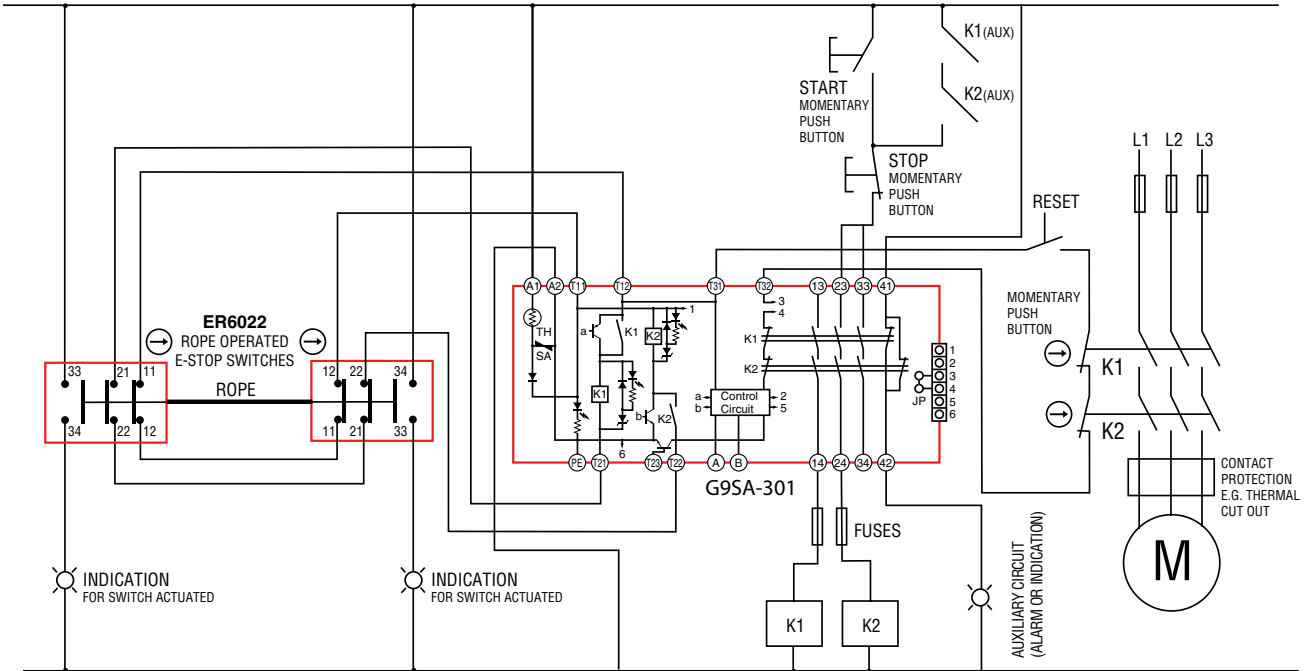 K1(AUX)
START
MOMENTARY
PUSH
BUTTON
K2(AUX)
L1 L2 L3
STOP
MOMENTARY
PUSH
BUTTON
RESET
A1 A2 T11 T12 T31 T32 13 23 33 41
ER6022
ROPE OPERATED
E-STOP SWITCHES
ROPE
33 21 11
34 22 12
12 22 34
11 21 33
TH
SA
a
K1
K2
1
3
4
K1
K2
K1
b
K2
6
a
b
Control
Circuit
2
5
JP
1
2
3
4
5
6
MOMENTARY
PUSH
BUTTON
K1
K2
PE T21 T23 T22 A B 14 24 34 42
G9SA-301
CONTACT
PROTECTION
E.G. THERMAL
CUT OUT
FUSES
M
INDICATION
FOR SWITCH ACTUATED
INDICATION
FOR SWITCH ACTUATED
K1
K2
AUXILIARY CIRCUIT
(ALARM OR INDICATION)